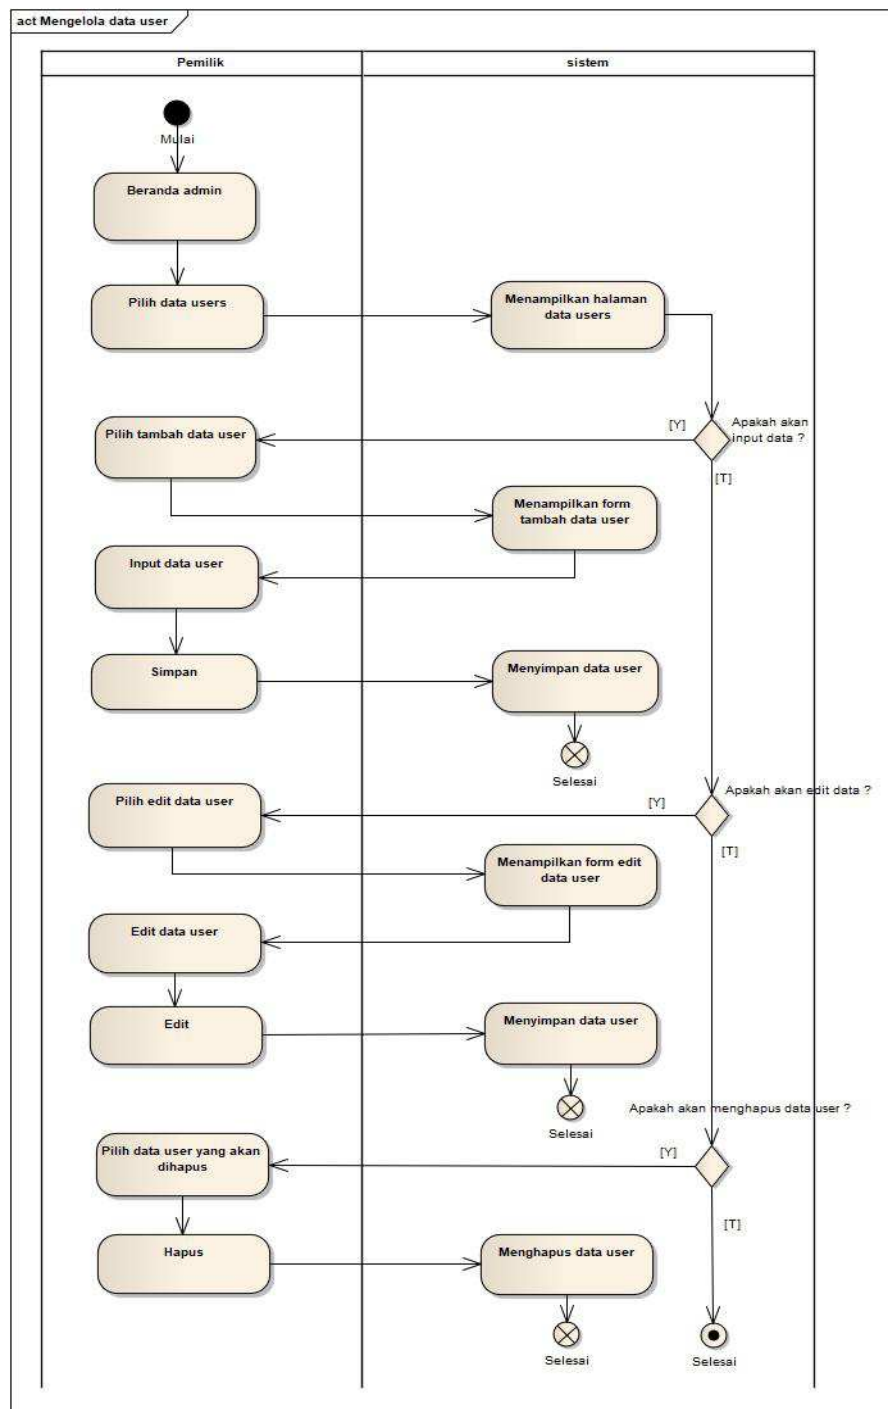 act Mengelola data user
Pemilik
sistem
Mulai
Beranda admin
Pilih data users
Menampilkan halaman
data users
Apakah akan
input data ?
[Y]
[T]
Pilih tambah data user
Menampilkan form
tambah data user
Input data user
Simpan
Menyimpan data user
Selesai
Apakah akan edit data ?
[Y]
[T]
Pilih edit data user
Menampilkan form edit
data user
Edit data user
Edit
Menyimpan data user
Selesai
Apakah akan menghapus data user ?
[Y]
[T]
Pilih data user yang akan
dihapus
Hapus
Menghapus data user
Selesai
Selesai